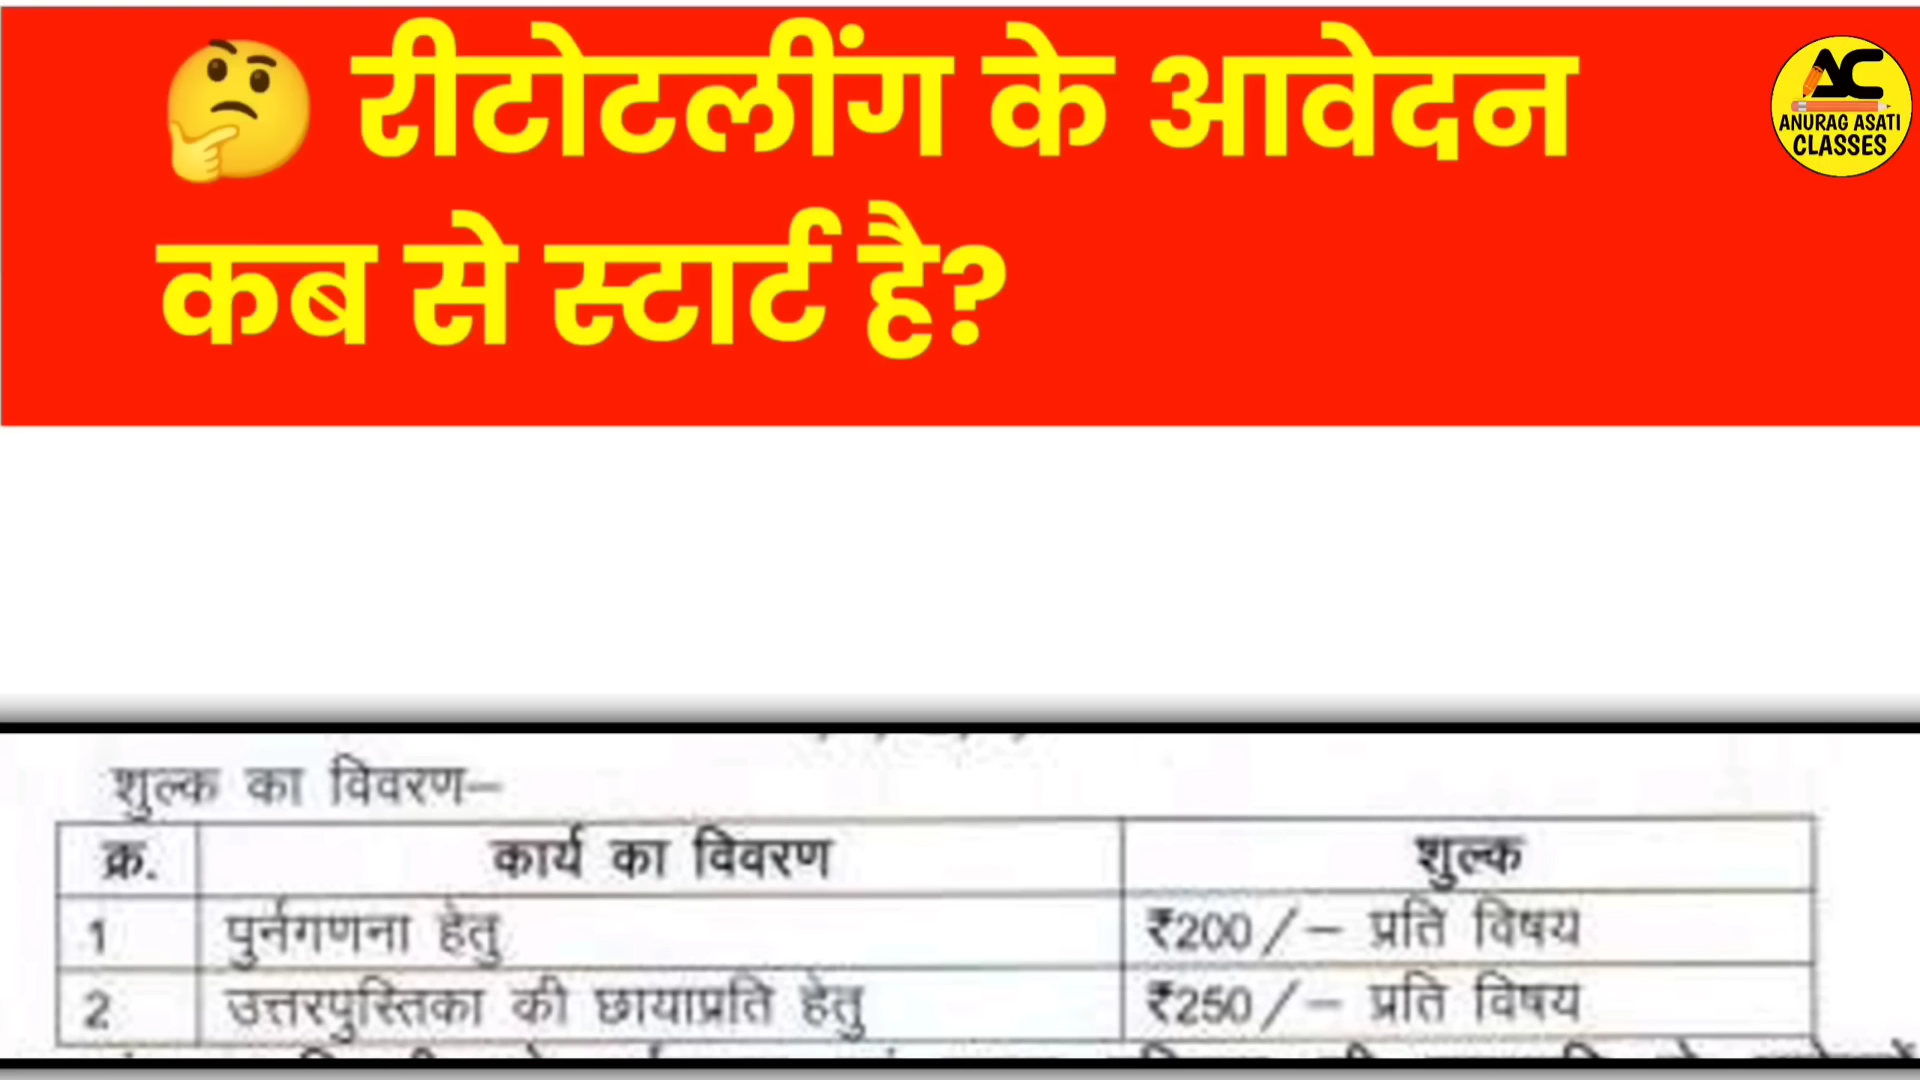 🤔 रीटोटलींग के आवेदन
कब से स्टार्ट है?
AC
ANURAG ASATI
CLASSES
शुल्क का विवरण–
क्र. कार्य का विवरण शुल्क
1 पुर्नगणना हेतु ₹200/– प्रति विषय
2 उत्तरपुस्तिका की छायाप्रति हेतु ₹250/– प्रति विषय